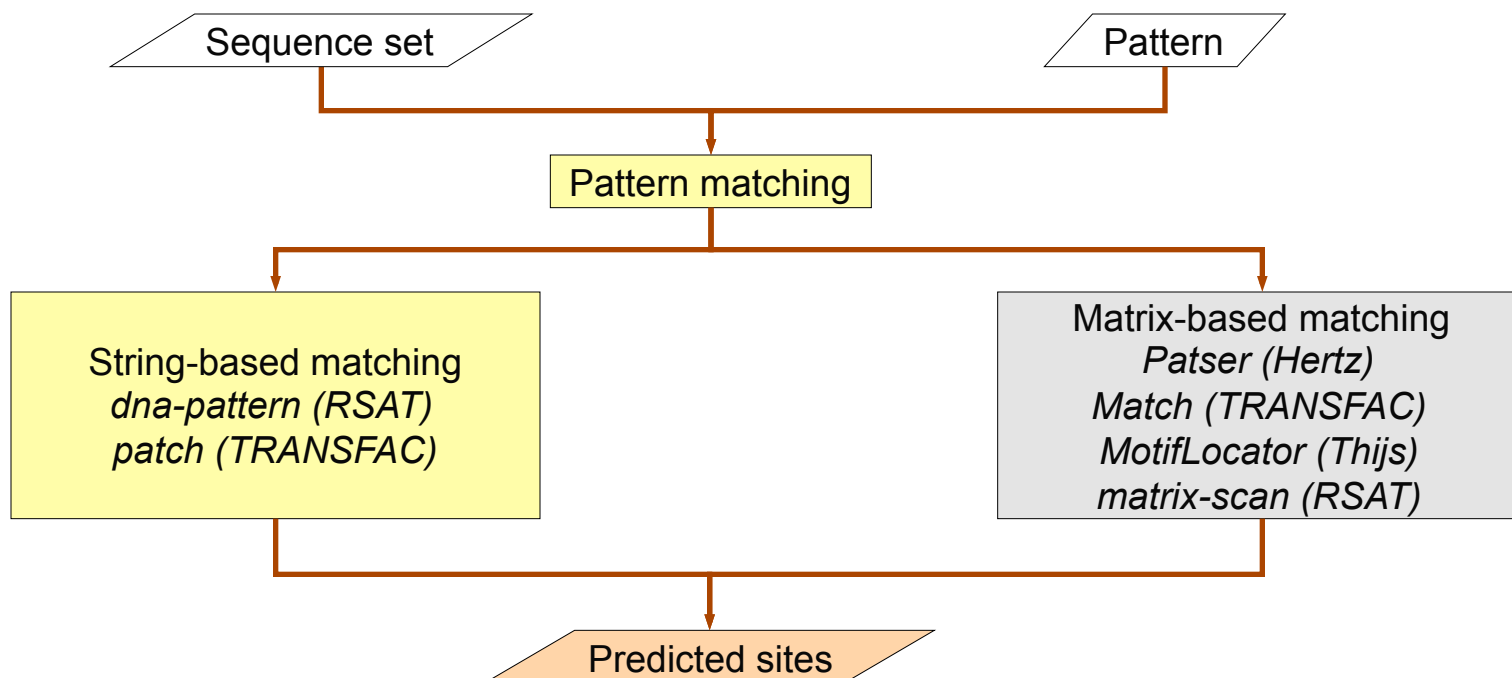 Sequence set
Pattern
Pattern matching
String-based matching
dna-pattern (RSAT)
patch (TRANSFAC)
Matrix-based matching
Patser (Hertz)
Match (TRANSFAC)
MotifLocator (Thijs)
matrix-scan (RSAT)
Predicted sites